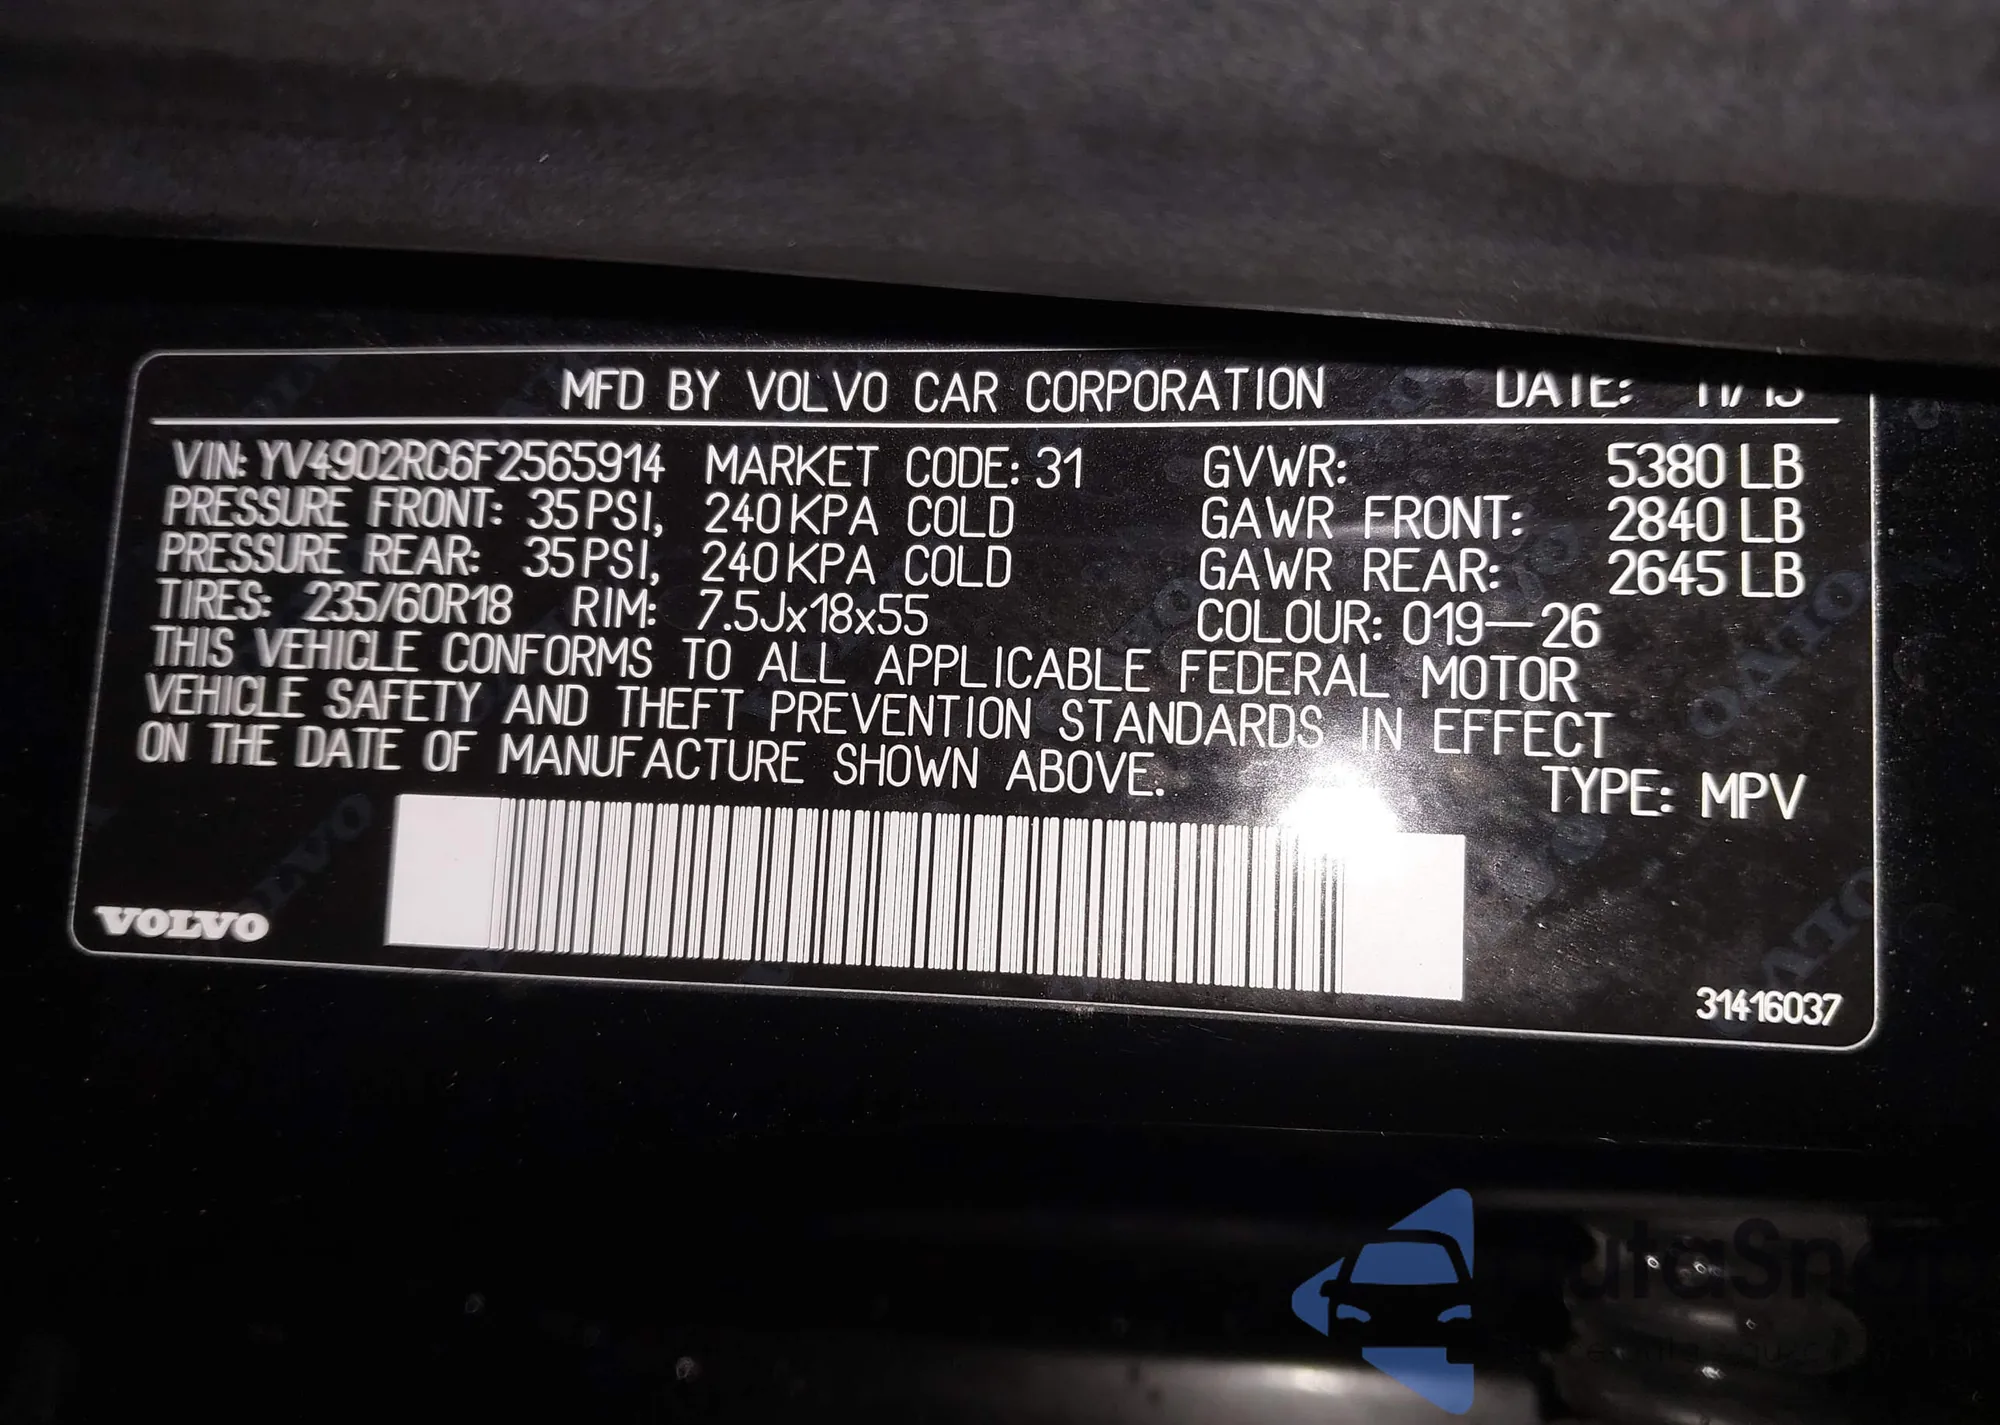 MFD BY VOLVO CAR CORPORATION DATE: 11/13
VIN: YV4902RC6F2565914 MARKET CODE: 31 GVWR: 5380 LB
PRESSURE FRONT: 35 PSI, 240 KPA COLD GAWR FRONT: 2840 LB
PRESSURE REAR: 35 PSI, 240 KPA COLD GAWR REAR: 2645 LB
TIRES: 235/60R18 RIM: 7.5Jx18x55 COLOUR: 019-26
THIS VEHICLE CONFORMS TO ALL APPLICABLE FEDERAL MOTOR
VEHICLE SAFETY AND THEFT PREVENTION STANDARDS IN EFFECT
ON THE DATE OF MANUFACTURE SHOWN ABOVE.
TYPE: MPV
VOLVO
31416037